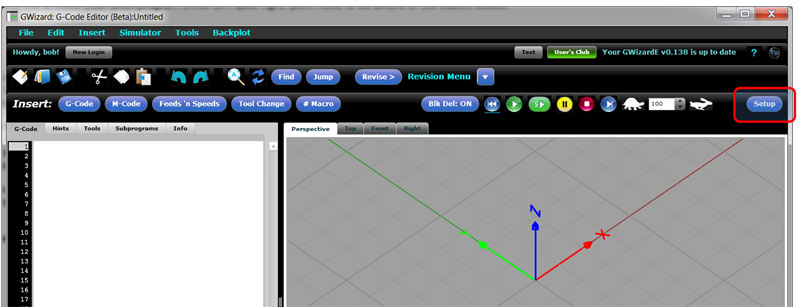 GWizard: G-Code Editor (Beta):Untitled
File Edit Insert Simulator Tools Backplot
Howdy, bob! New Login Test User's Club Your GWizardE v0.138 is up to date ?
Find Jump Revise > Revision Menu
Insert: G-Code M-Code Feeds 'n Speeds Tool Change # Macro Blk Del: ON S 100 Setup
G-Code Hints Tools Subprograms Info Perspective Top Front Right
1
2
3
4
5
6
7
8
9
10
11
12
13
14
15
16
17
Z
X